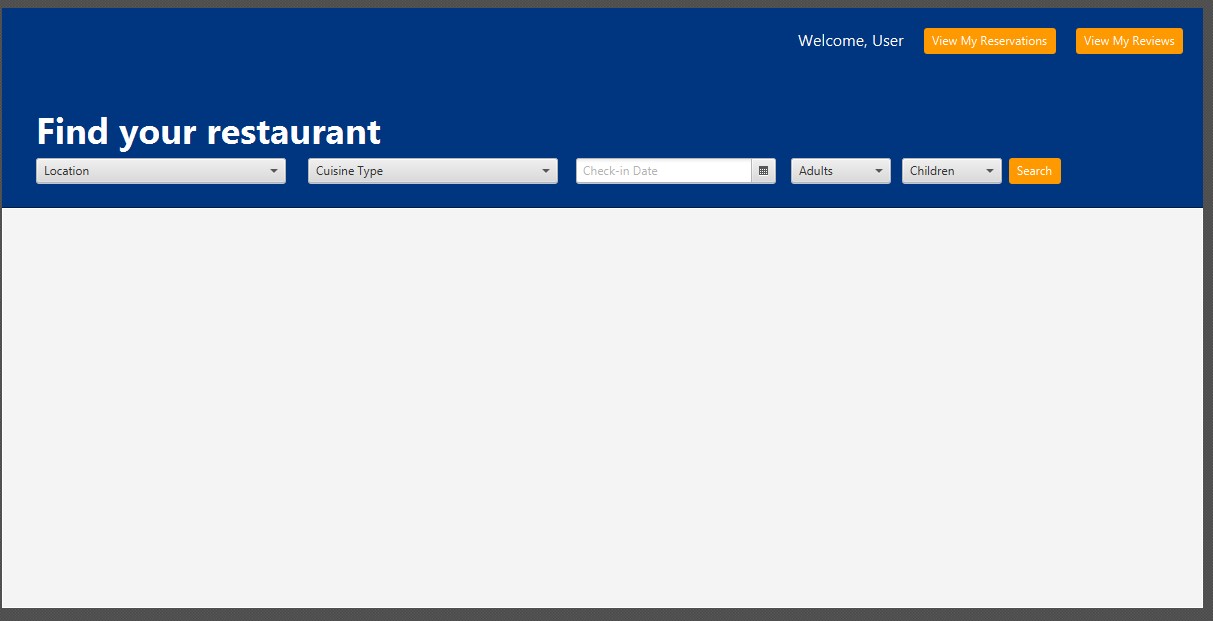 Welcome, User View My Reservations View My Reviews
Find your restaurant
Location Cuisine Type Check-in Date Adults Children Search